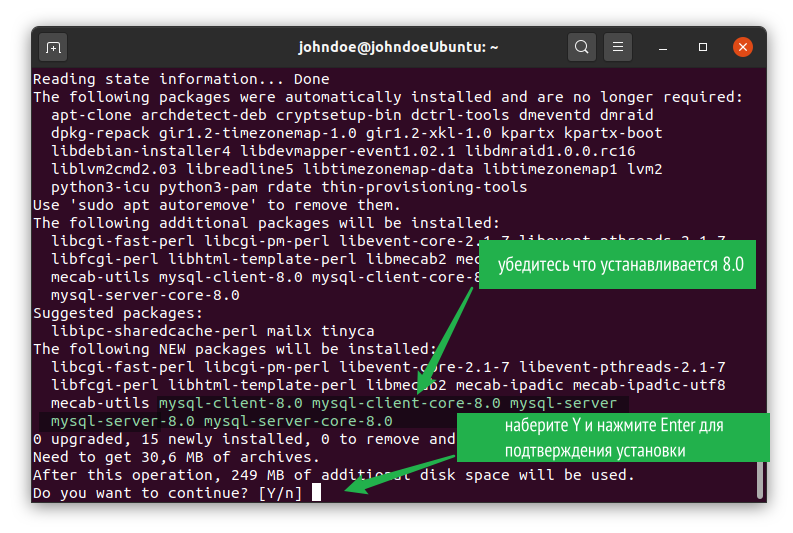 johndoe@johndoeUbuntu: ~
Reading state information... Done
The following packages were automatically installed and are no longer required:
apt-clone archdetect-deb cryptsetup-bin dctrl-tools dmeventd dmraid
dpkg-repack gir1.2-timezonemap-1.0 gir1.2-xkl-1.0 kpartx kpartx-boot
libdebian-installer4 libdevmapper-event1.02.1 libdmraid1.0.0.rc16
liblvm2cmd2.03 libreadline5 libtimezonemap-data libtimezonemap1 lvm2
python3-icu python3-pam rdate thin-provisioning-tools
Use 'sudo apt autoremove' to remove them.
The following additional packages will be installed:
libcgi-fast-perl libcgi-pm-perl libevent-core-2.1-7 libevent-pthreads-2.1-7
libfcgi-perl libhtml-template-perl libmecab2
убедитесь что устанавливается 8.0
mecab-utils mysql-client-8.0 mysql-client-core-8
mysql-server-core-8.0
Suggested packages:
libipc-sharedcache-perl mailx tinyca
The following NEW packages will be installed:
libcgi-fast-perl libcgi-pm-perl libevent-core-2.1-7 libevent-pthreads-2.1-7
libfcgi-perl libhtml-template-perl libmecab2 mecab-ipadic mecab-ipadic-utf8
mecab-utils mysql-client-8.0 mysql-client-core-8.0 mysql-server
mysql-server-8.0 mysql-server-core-8.0
0 upgraded, 15 newly installed, 0 to remove and
наберите Y и нажмите Enter для
подтверждения установки
Need to get 30,6 MB of archives.
After this operation, 249 MB of additional disk space will be used.
Do you want to continue? [Y/n]